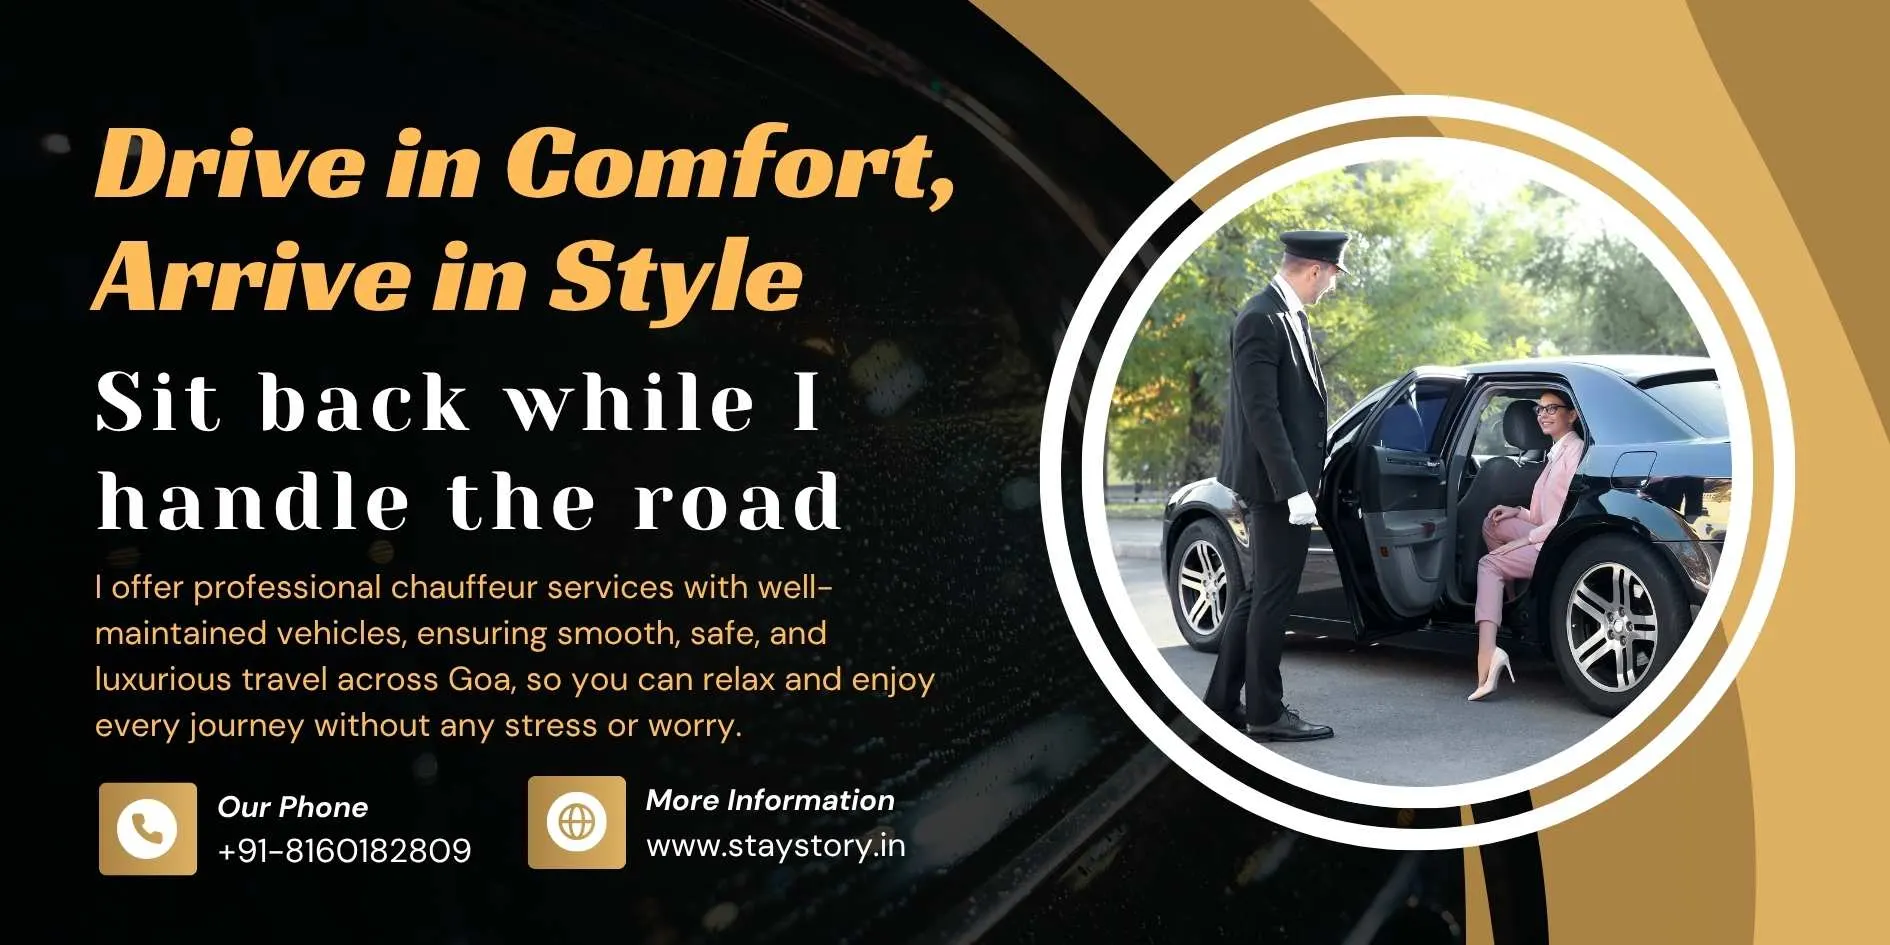 Drive in Comfort,
Arrive in Style
Sit back while I
handle the road
I offer professional chauffeur services with well-
maintained vehicles, ensuring smooth, safe, and
luxurious travel across Goa, so you can relax and enjoy
every journey without any stress or worry.
Our Phone
+91-8160182809
More Information
www.staystory.in